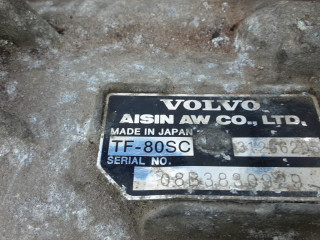 VOLVO
AISIN AW CO., LTD.
MADE IN JAPAN
TF-80SC
SERIAL NO.